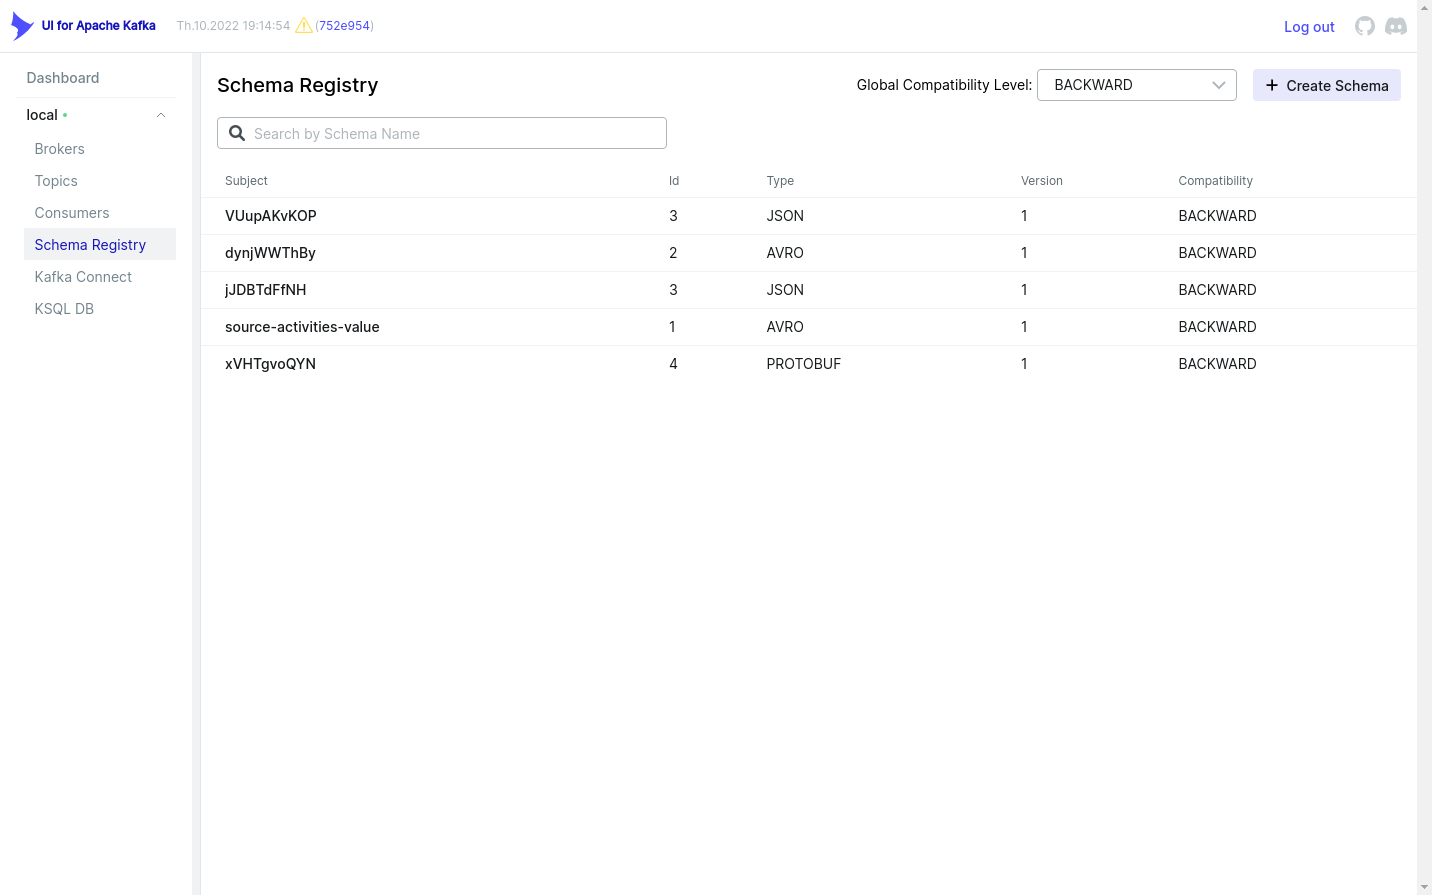 UI for Apache Kafka Th.10.2022 19:14:54 (752e954) Log out
Dashboard
local
Brokers
Topics
Consumers
Schema Registry
Kafka Connect
KSQL DB
Schema Registry Global Compatibility Level: BACKWARD Create Schema
Search by Schema Name
Subject Id Type Version Compatibility
VUupAKvKOP 3 JSON 1 BACKWARD
dynjWWThBy 2 AVRO 1 BACKWARD
jJDBTdFfNH 3 JSON 1 BACKWARD
source-activities-value 1 AVRO 1 BACKWARD
xVHTgvoQYN 4 PROTOBUF 1 BACKWARD